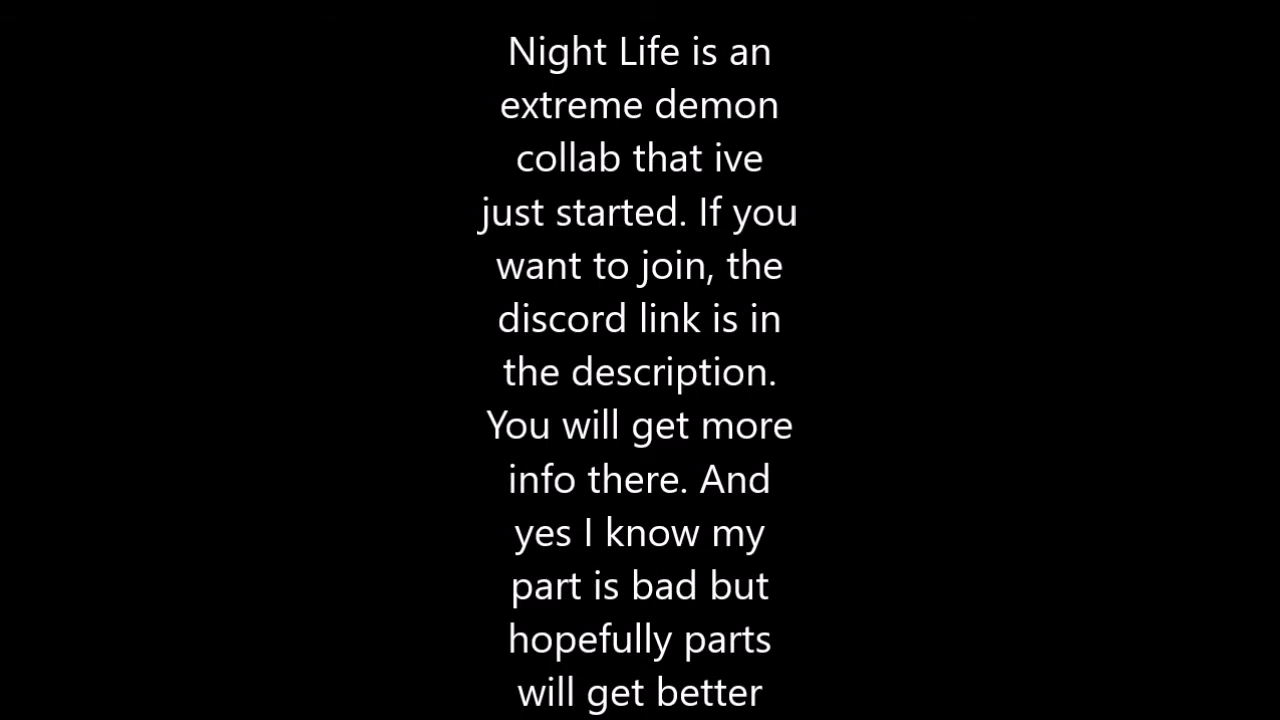 Night Life is an
extreme demon
collab that ive
just started. If you
want to join, the
discord link is in
the description.
You will get more
info there. And
yes I know my
part is bad but
hopefully parts
will get better